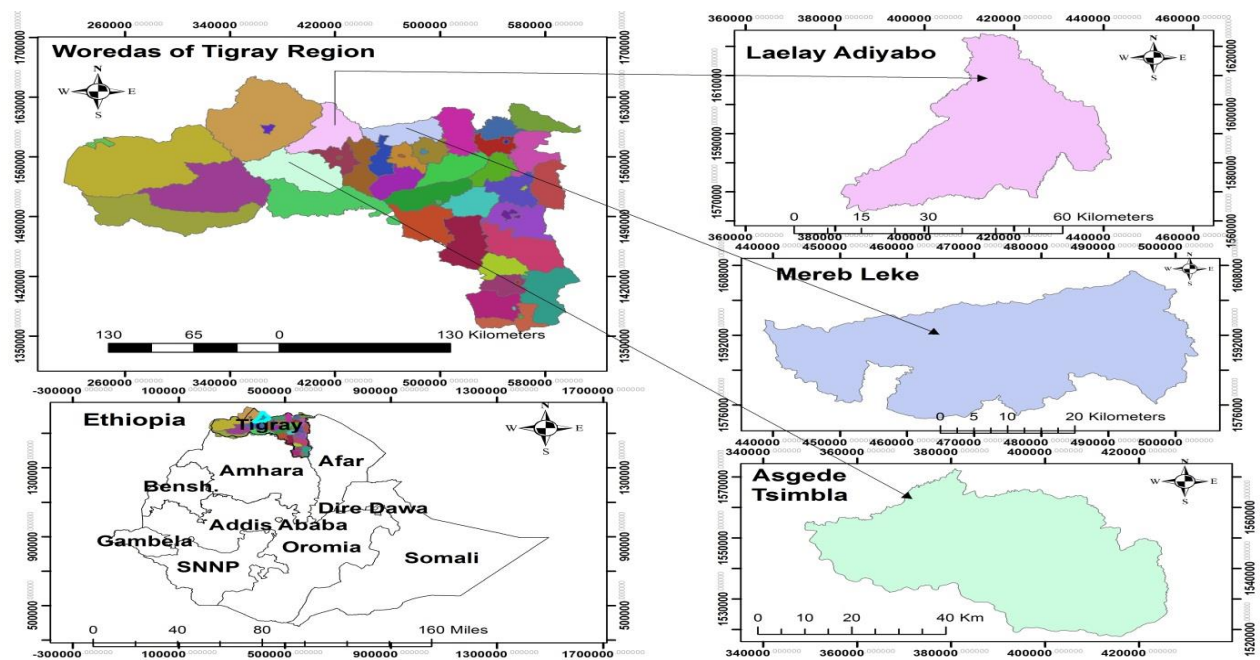 260000 340000 420000 500000 580000
Woredas of Tigray Region
N
W E
S
1700000
1630000
1560000
1490000
1420000
1350000
130 65 0 130 Kilometers
260000 340000 420000 500000 580000
-300000 100000 500000 900000 1300000 1700000
Ethiopia
N
W E
S
Tigray
Amhara
Afar
Bensh.
Dire Dawa
Addis Ababa
Gambela
Oromia
SNNP
Somali
1300000
900000
500000
0 40 80 160 Miles
-300000 100000 500000 900000 1300000 1700000
360000 380000 400000 420000 440000 460000
Laelay Adiyabo
N
W E
S
1610000
1590000
1570000
1620000
1600000
1580000
1560000
0 15 30 60 Kilometers
360000 380000 400000 420000 440000 460000
440000 450000 460000 470000 480000 490000 500000
Mereb Leke
N
W E
S
1608000
1592000
1576000
1608000
1592000
1576000
0 5 10 20 Kilometers
440000 450000 460000 470000 480000 490000 500000
340000 360000 380000 400000 420000
Asgede
Tsimbla
N
W E
S
1570000
1550000
1530000
1560000
1540000
1520000
0 10 20 40 Km
340000 360000 380000 400000 420000